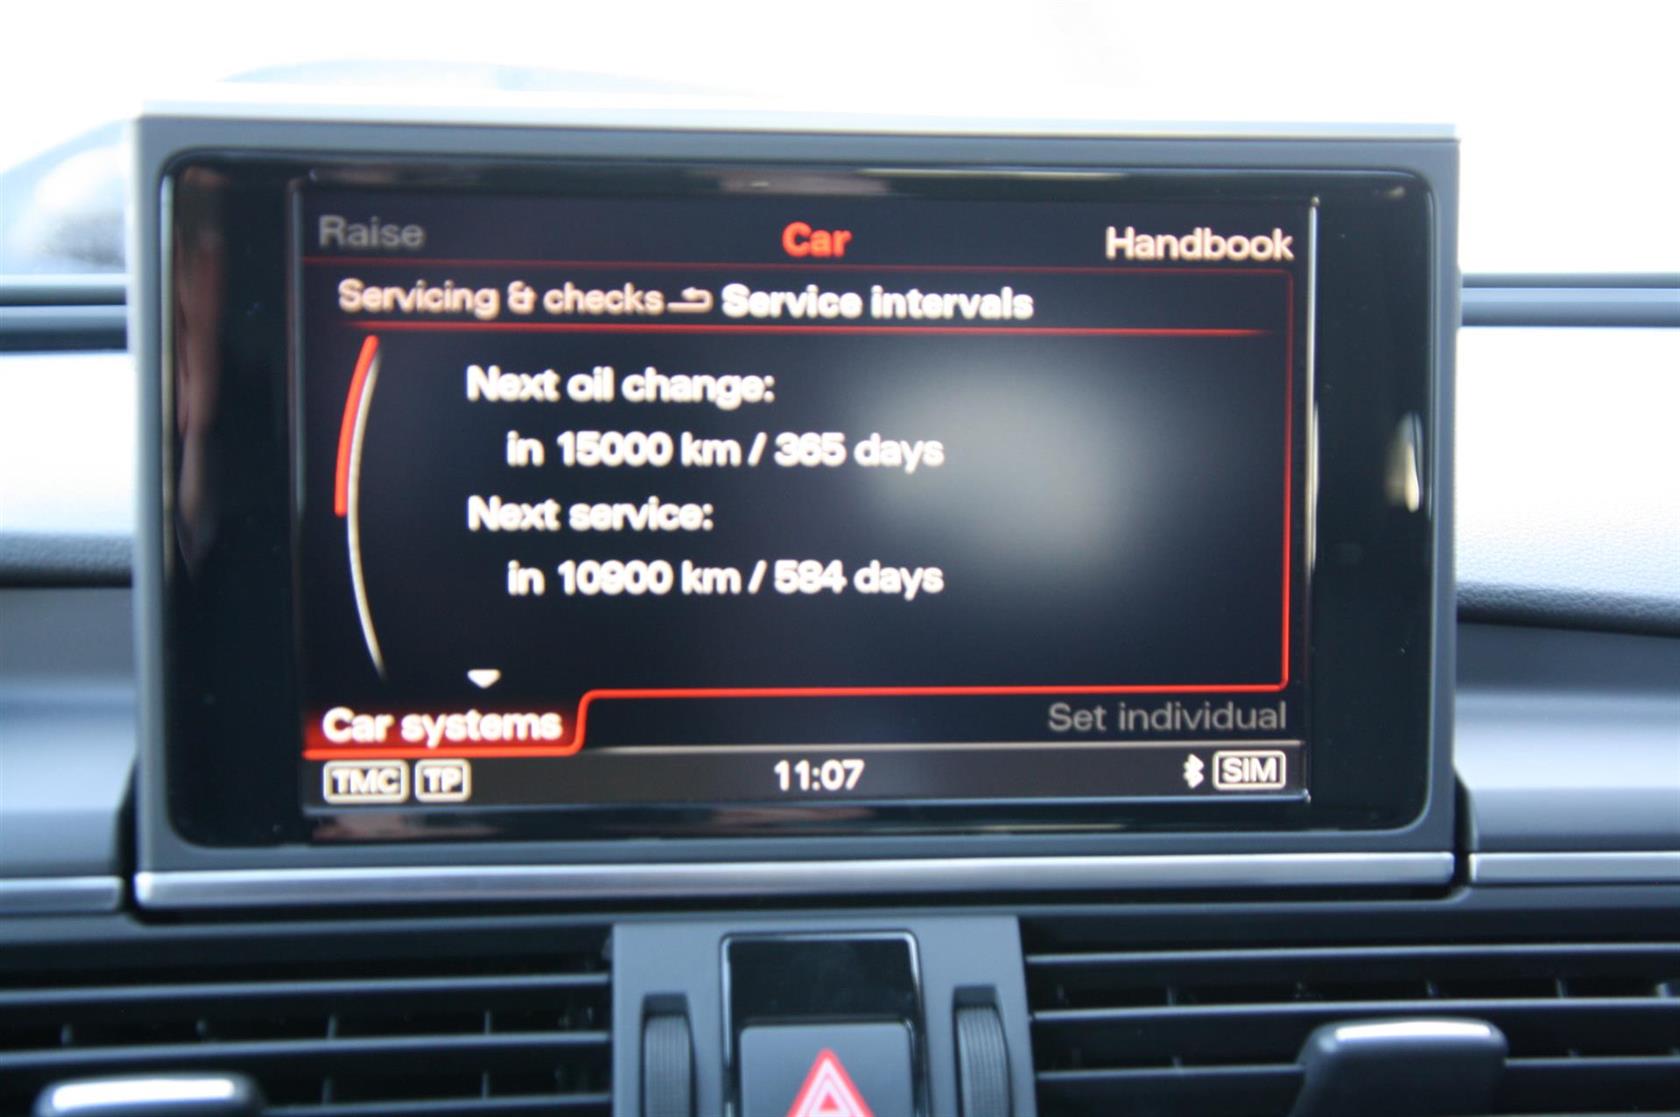 Raise Car Handbook
Servicing & checks Service intervals
Next oil change:
in 15000 km / 365 days
Next service:
in 10900 km / 584 days
Car systems Set individual
TMC TP 11:07 SIM